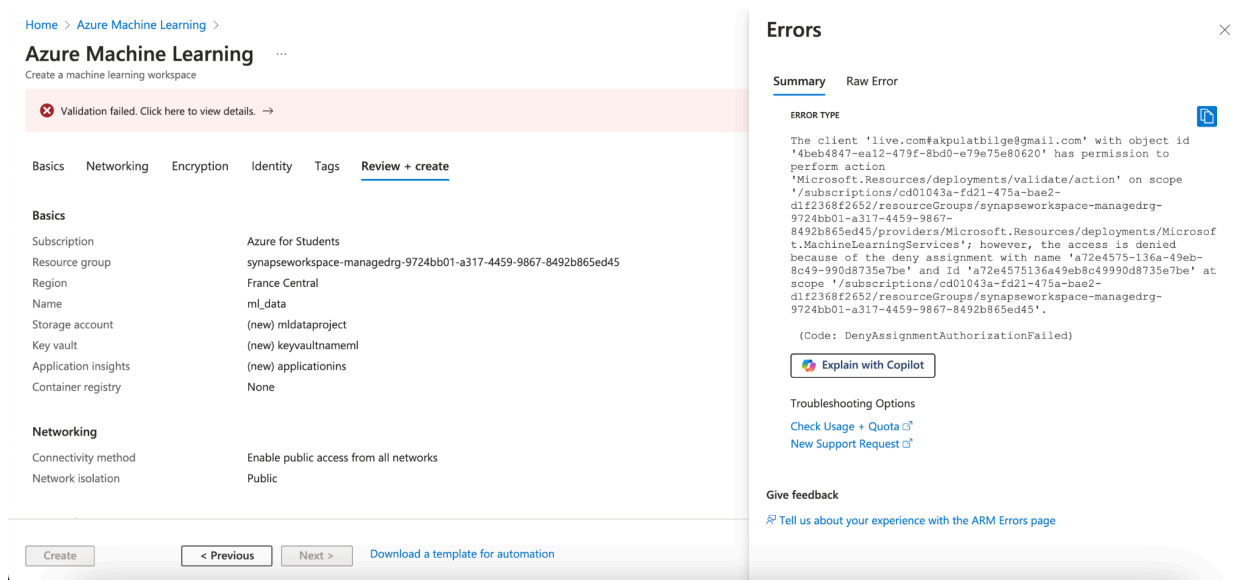 Home > Azure Machine Learning >
Azure Machine Learning ...
Create a machine learning workspace
Validation failed. Click here to view details. →
Basics Networking Encryption Identity Tags Review + create
Basics
Subscription Azure for Students
Resource group synapseworkspace-managedrg-9724bb01-a317-4459-9867-8492b865ed45
Region France Central
Name ml_data
Storage account (new) mldataproject
Key vault (new) keyvaultnameml
Application insights (new) applicationins
Container registry None
Networking
Connectivity method Enable public access from all networks
Network isolation Public
Create < Previous Next > Download a template for automation
Errors
Summary Raw Error
ERROR TYPE
The client 'live.com#akpulatbilge@gmail.com' with object id
'4beb4847-ea12-479f-8bd0-e79e75e80620' has permission to
perform action
'Microsoft.Resources/deployments/validate/action' on scope
'/subscriptions/cd01043a-fd21-475a-bae2-
d1f2368f2652/resourceGroups/synapseworkspace-managedrg-
9724bb01-a317-4459-9867-
8492b865ed45/providers/Microsoft.Resources/deployments/Microsof
t.MachineLearningServices'; however, the access is denied
because of the deny assignment with name 'a72e4575-136a-49eb-
8c49-990d8735e7be' and Id 'a72e4575136a49eb8c49990d8735e7be' at
scope '/subscriptions/cd01043a-fd21-475a-bae2-
d1f2368f2652/resourceGroups/synapseworkspace-managedrg-
9724bb01-a317-4459-9867-8492b865ed45'.
(Code: DenyAssignmentAuthorizationFailed)
Explain with Copilot
Troubleshooting Options
Check Usage + Quota
New Support Request
Give feedback
Tell us about your experience with the ARM Errors page